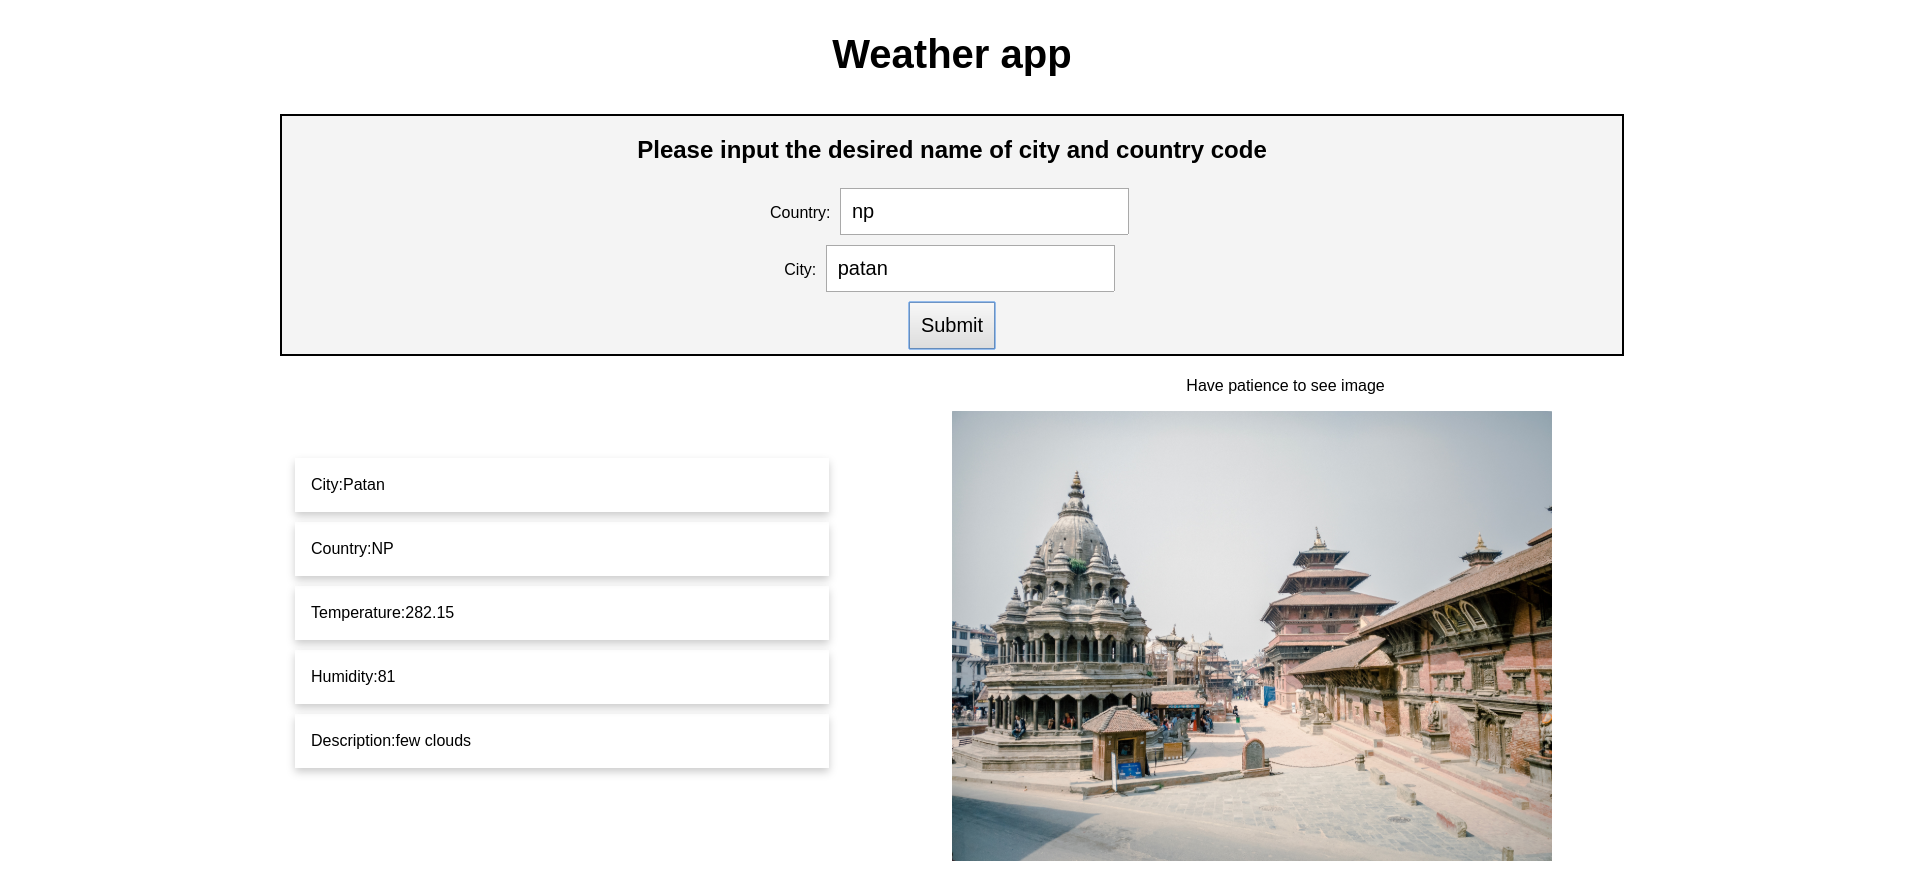 Weather app
Please input the desired name of city and country code
Country: np
City: patan
Submit
Have patience to see image
City:Patan
Country:NP
Temperature:282.15
Humidity:81
Description:few clouds